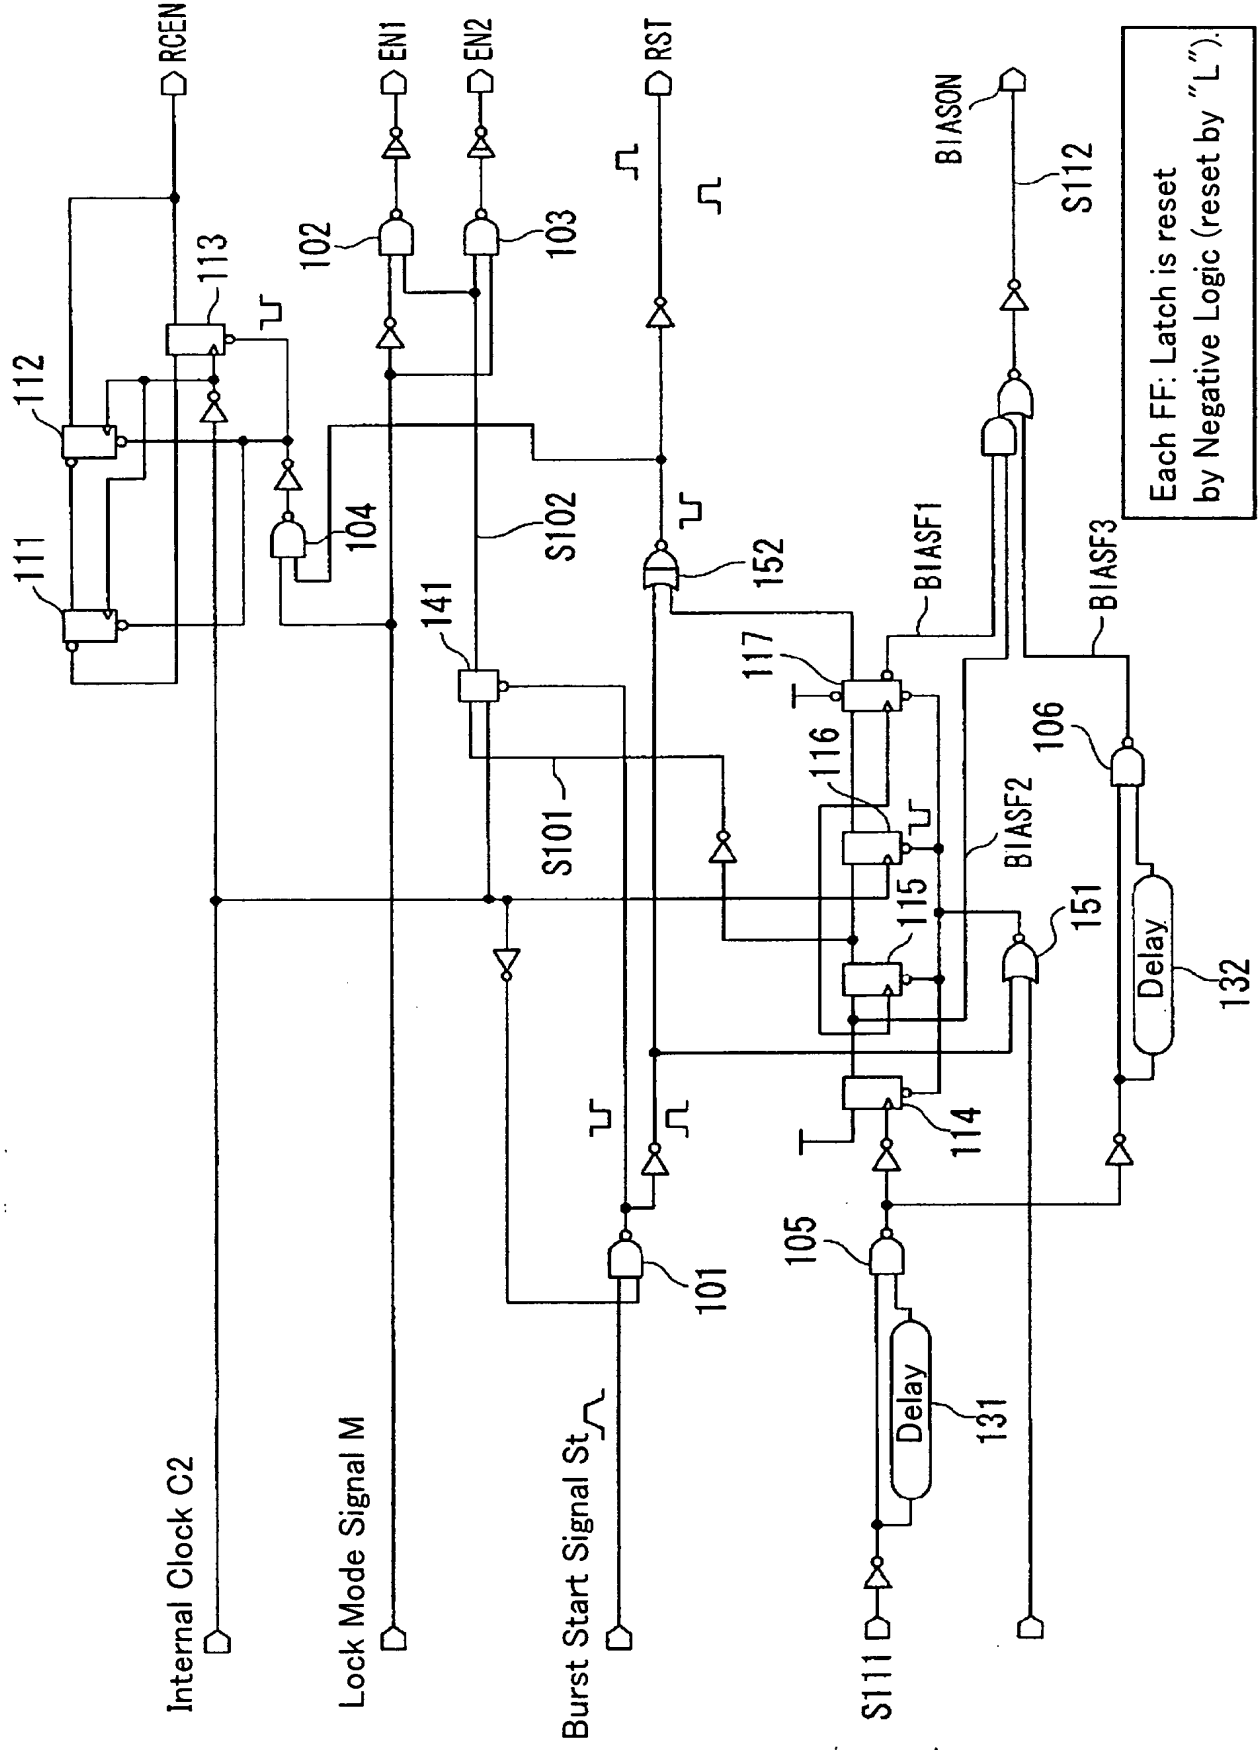 Internal Clock C2
Lock Mode Signal M
Burst Start Signal St
S111
RCEN
EN1
EN2
RST
BIASON
S112
111
112
113
102
103
104
141
S102
S101
152
117
116
115
114
BIASF1
BIASF2
BIASF3
106
151
132
Delay
101
105
131
Delay
Each FF: Latch is reset
by Negative Logic (reset by "L").